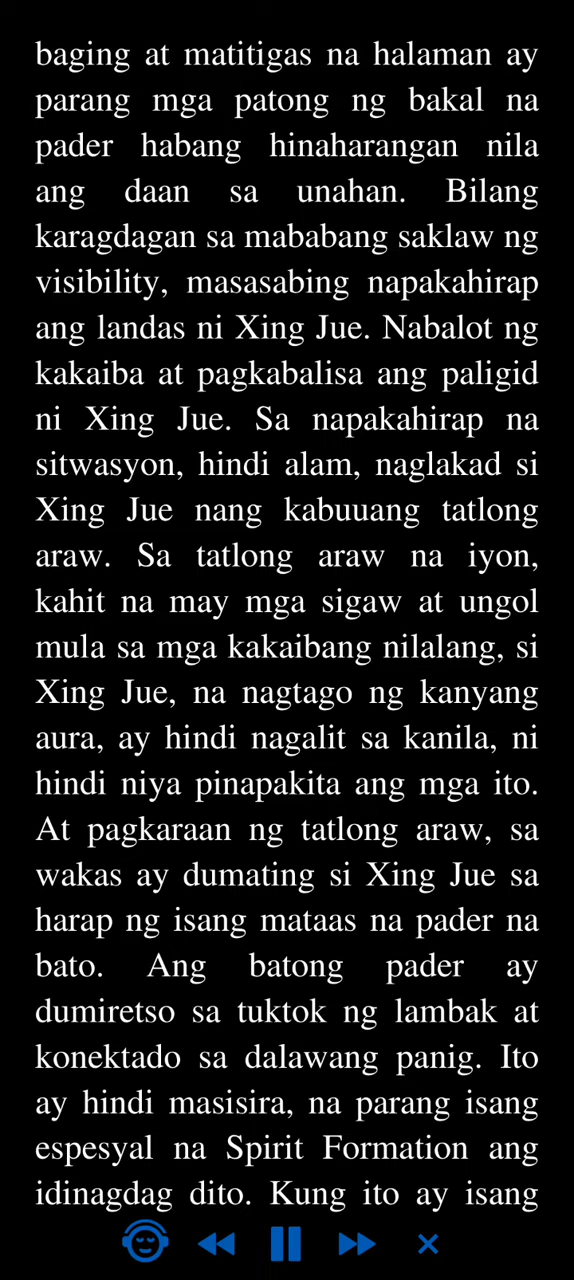 baging at matitigas na halaman ay
parang mga patong ng bakal na
pader habang hinaharangan nila
ang daan sa unahan. Bilang
karagdagan sa mababang saklaw ng
visibility, masasabing napakahirap
ang landas ni Xing Jue. Nabalot ng
kakaiba at pagkabalisa ang paligid
ni Xing Jue. Sa napakahirap na
sitwasyon, hindi alam, naglakad si
Xing Jue nang kabuuang tatlong
araw. Sa tatlong araw na iyon,
kahit na may mga sigaw at ungol
mula sa mga kakaibang nilalang, si
Xing Jue, na nagtago ng kanyang
aura, ay hindi nagalit sa kanila, ni
hindi niya pinapakita ang mga ito.
At pagkaraan ng tatlong araw, sa
wakas ay dumating si Xing Jue sa
harap ng isang mataas na pader na
bato. Ang batong pader ay
dumiretso sa tuktok ng lambak at
konektado sa dalawang panig. Ito
ay hindi masisira, na parang isang
espesyal na Spirit Formation ang
idinagdag dito. Kung ito ay isang